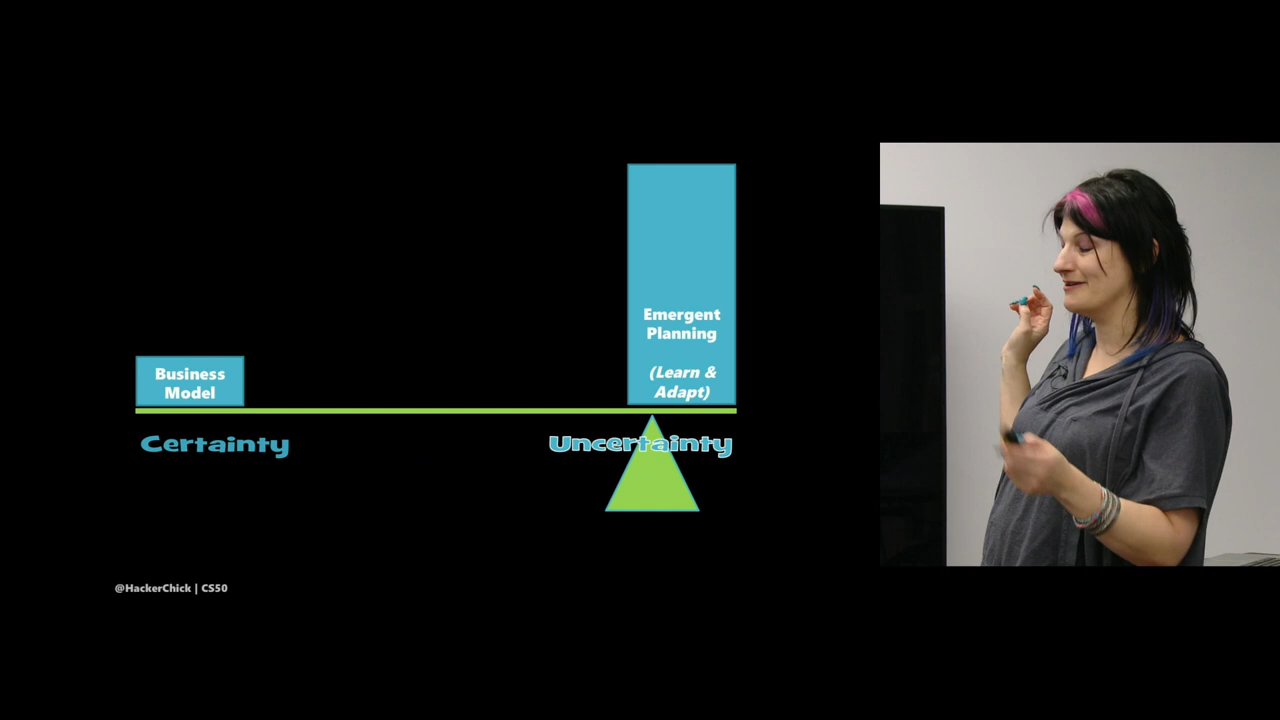 Emergent
Planning
(Learn &
Adapt)
Business
Model
Certainty
Uncertainty
@HackerChick | CS50